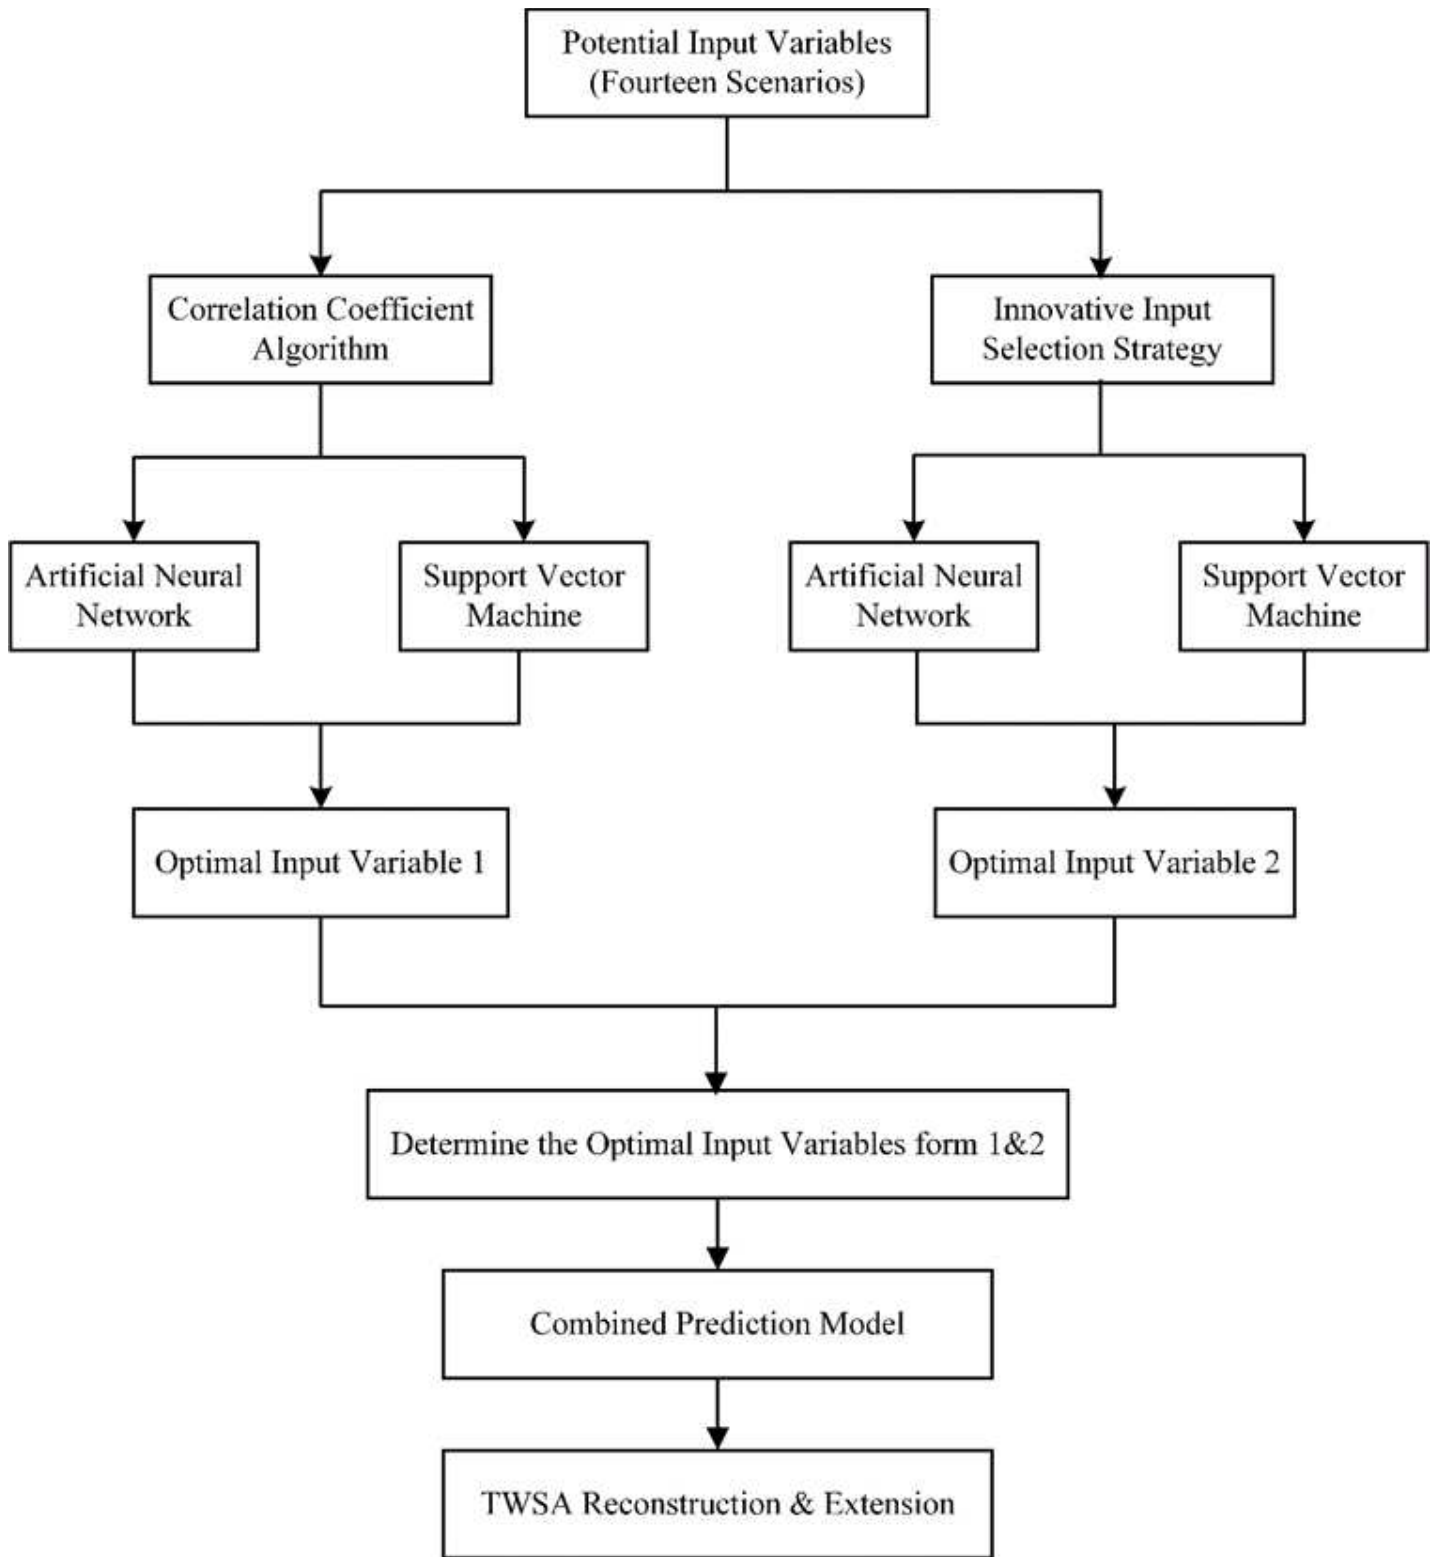 Potential Input Variables
(Fourteen Scenarios)
Correlation Coefficient
Algorithm
Innovative Input
Selection Strategy
Artificial Neural
Network
Support Vector
Machine
Artificial Neural
Network
Support Vector
Machine
Optimal Input Variable 1
Optimal Input Variable 2
Determine the Optimal Input Variables form 1&2
Combined Prediction Model
TWSA Reconstruction & Extension